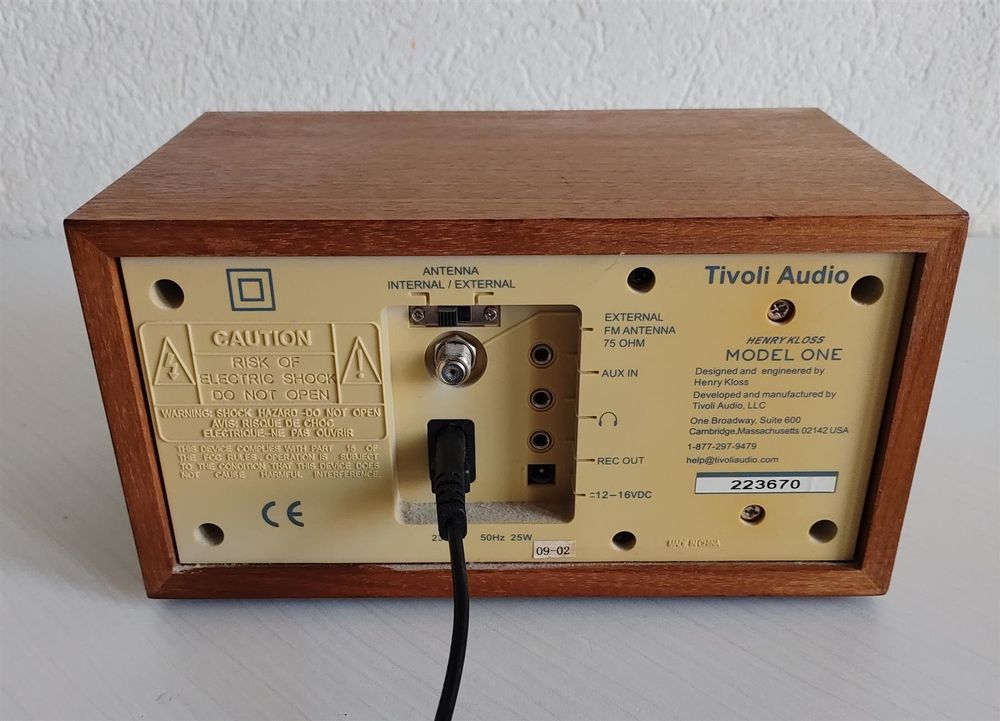 ANTENNA
INTERNAL / EXTERNAL
Tivoli Audio
CAUTION
RISK OF
ELECTRIC SHOCK
DO NOT OPEN
WARNING: SHOCK HAZARD-DO NOT OPEN
AVIS: RISQUE DE CHOC
ELECTRIQUE-NE PAS OUVRIR
THIS DEVICE COMPLIES WITH PART 15 OF
THE FCC RULES. OPERATION IS SUBJECT
TO THE CONDITION THAT THIS DEVICE DOES
NOT CAUSE HARMFUL INTERFERENCE.
CE
EXTERNAL
FM ANTENNA
75 OHM
AUX IN
REC OUT
=12-16VDC
50Hz 25W
09-02
HENRY KLOSS
MODEL ONE
Designed and engineered by
Henry Kloss
Developed and manufactured by
Tivoli Audio, LLC
One Broadway, Suite 600
Cambridge,Massachusetts 02142 USA
1-877-297-9479
help@tivoliaudio.com
223670
MADE IN CHINA